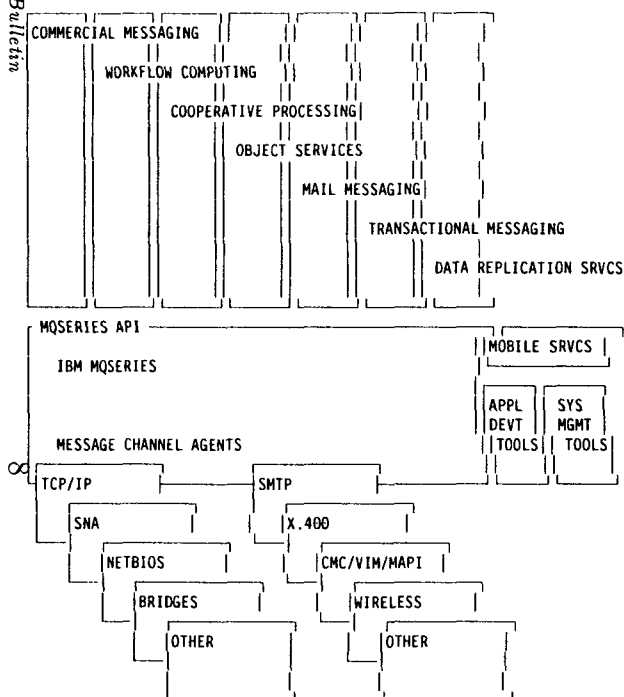 Bulletin
COMMERCIAL MESSAGING
WORKFLOW COMPUTING
COOPERATIVE PROCESSING
OBJECT SERVICES
MAIL MESSAGING
TRANSACTIONAL MESSAGING
DATA REPLICATION SRVCS
MQSERIES API
MOBILE SRVCS
IBM MQSERIES
APPL DEVT TOOLS
SYS MGMT TOOLS
MESSAGE CHANNEL AGENTS
8
TCP/IP
SMTP
SNA
X.400
NETBIOS
CMC/VIM/MAPI
BRIDGES
WIRELESS
OTHER
OTHER